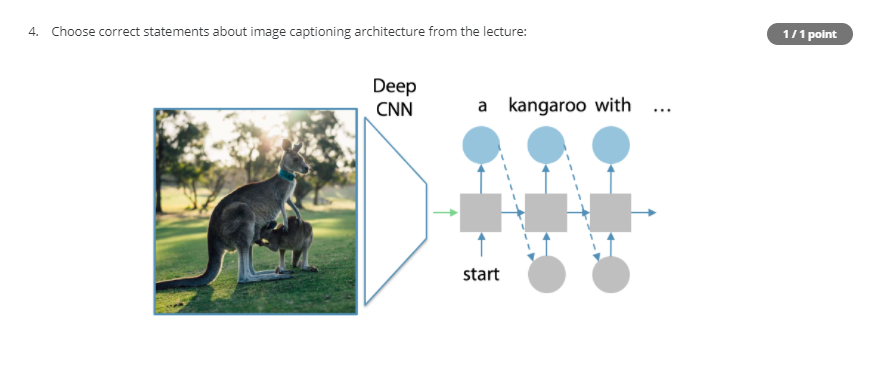 4. Choose correct statements about image captioning architecture from the lecture:
1 / 1 point
Deep
CNN
a kangaroo with ...
start